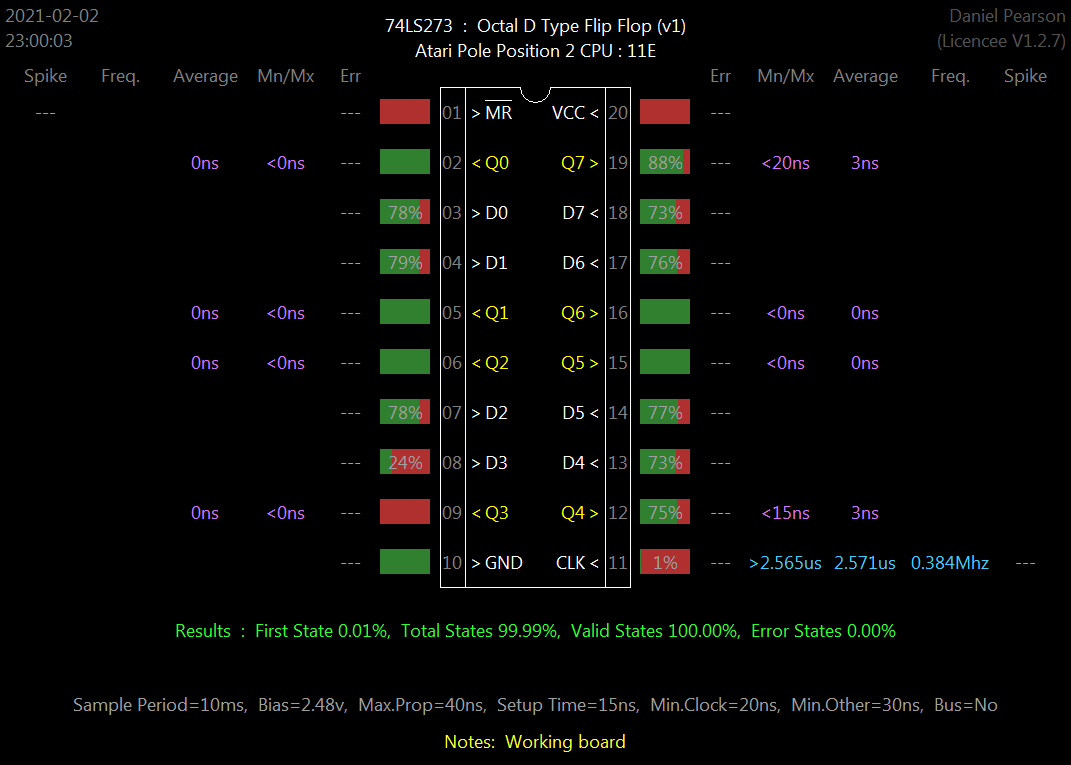 2021-02-02 74LS273 : Octal D Type Flip Flop (v1) Daniel Pearson
23:00:03 Atari Pole Position 2 CPU : 11E (Licencee V1.2.7)
Spike Freq. Average Mn/Mx Err Err Mn/Mx Average Freq. Spike
--- --- 01 > MR VCC < 20 ---
0ns <0ns --- 02 < Q0 Q7 > 19 88% --- <20ns 3ns
--- 78% 03 > D0 D7 < 18 73% ---
--- 79% 04 > D1 D6 < 17 76% ---
0ns <0ns --- 05 < Q1 Q6 > 16 --- <0ns 0ns
0ns <0ns --- 06 < Q2 Q5 > 15 --- <0ns 0ns
--- 78% 07 > D2 D5 < 14 77% ---
--- 24% 08 > D3 D4 < 13 73% ---
0ns <0ns --- 09 < Q3 Q4 > 12 75% --- <15ns 3ns
--- 10 > GND CLK < 11 1% --- >2.565us 2.571us 0.384Mhz ---
Results : First State 0.01%, Total States 99.99%, Valid States 100.00%, Error States 0.00%
Sample Period=10ms, Bias=2.48v, Max.Prop=40ns, Setup Time=15ns, Min.Clock=20ns, Min.Other=30ns, Bus=No
Notes: Working board